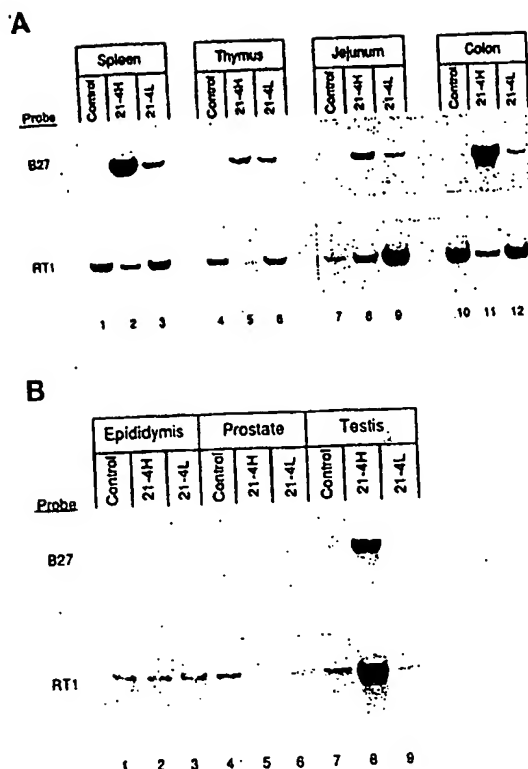 A
Spleen Thymus Jejunum Colon
Control 21-4H 21-4L Control 21-4H 21-4L Control 21-4H 21-4L Control 21-4H 21-4L
Probe
B27
RT1
1 2 3 4 5 6 7 8 9 10 11 12
B
Epididymis Prostate Testis
Control 21-4H 21-4L Control 21-4H 21-4L Control 21-4H 21-4L
Probe
B27
RT1
1 2 3 4 5 6 7 8 9